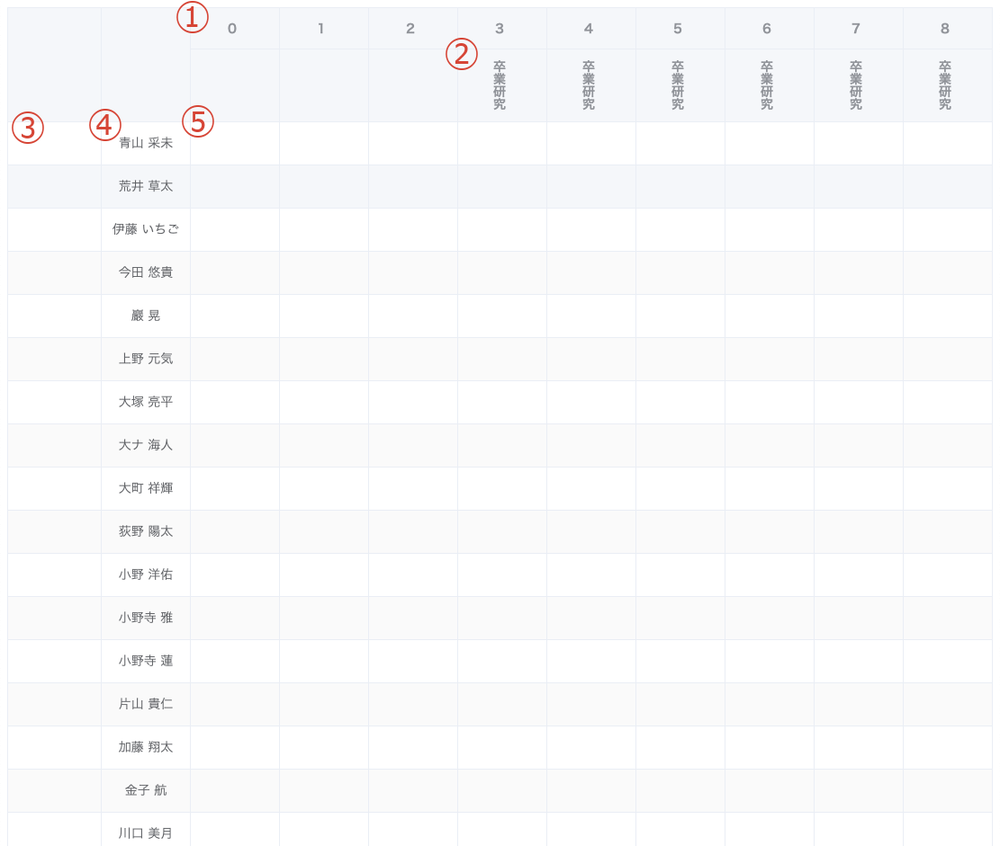 ① 0 1 2 3 4 5 6 7 8
② 卒業研究 卒業研究 卒業研究 卒業研究 卒業研究 卒業研究
③ ④ ⑤
青山 采未
荒井 草太
伊藤 いちご
今田 悠貴
巖 晃
上野 元気
大塚 亮平
大ナ 海人
大町 祥輝
荻野 陽太
小野 洋佑
小野寺 雅
小野寺 蓮
片山 貴仁
加藤 翔太
金子 航
川口 美月